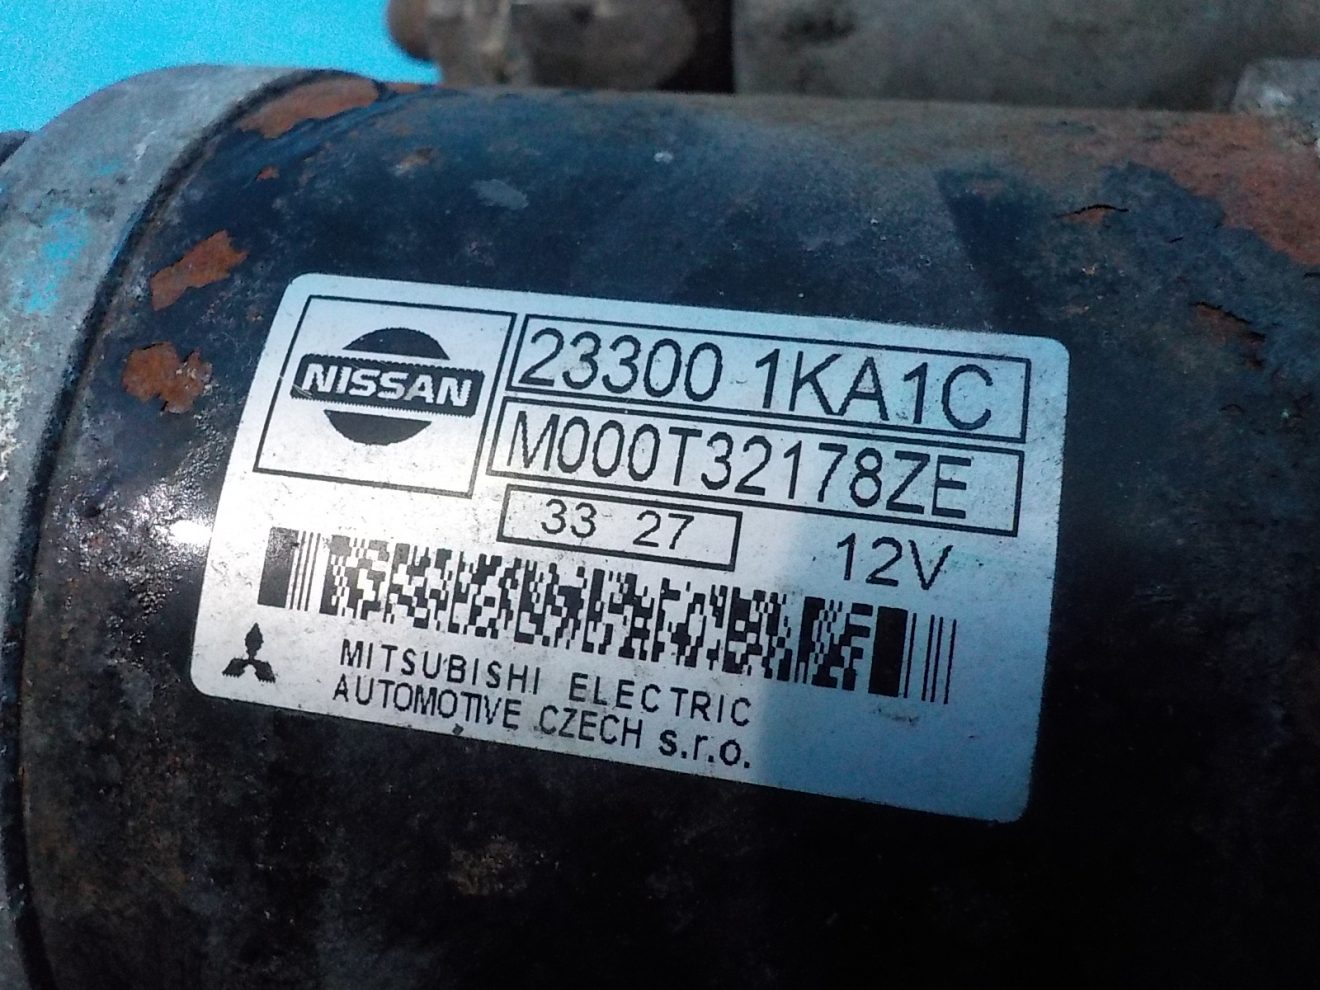 NISSAN
23300 1KA1C
M000T32178ZE
33 27
12V
MITSUBISHI ELECTRIC
AUTOMOTIVE CZECH s.r.o.